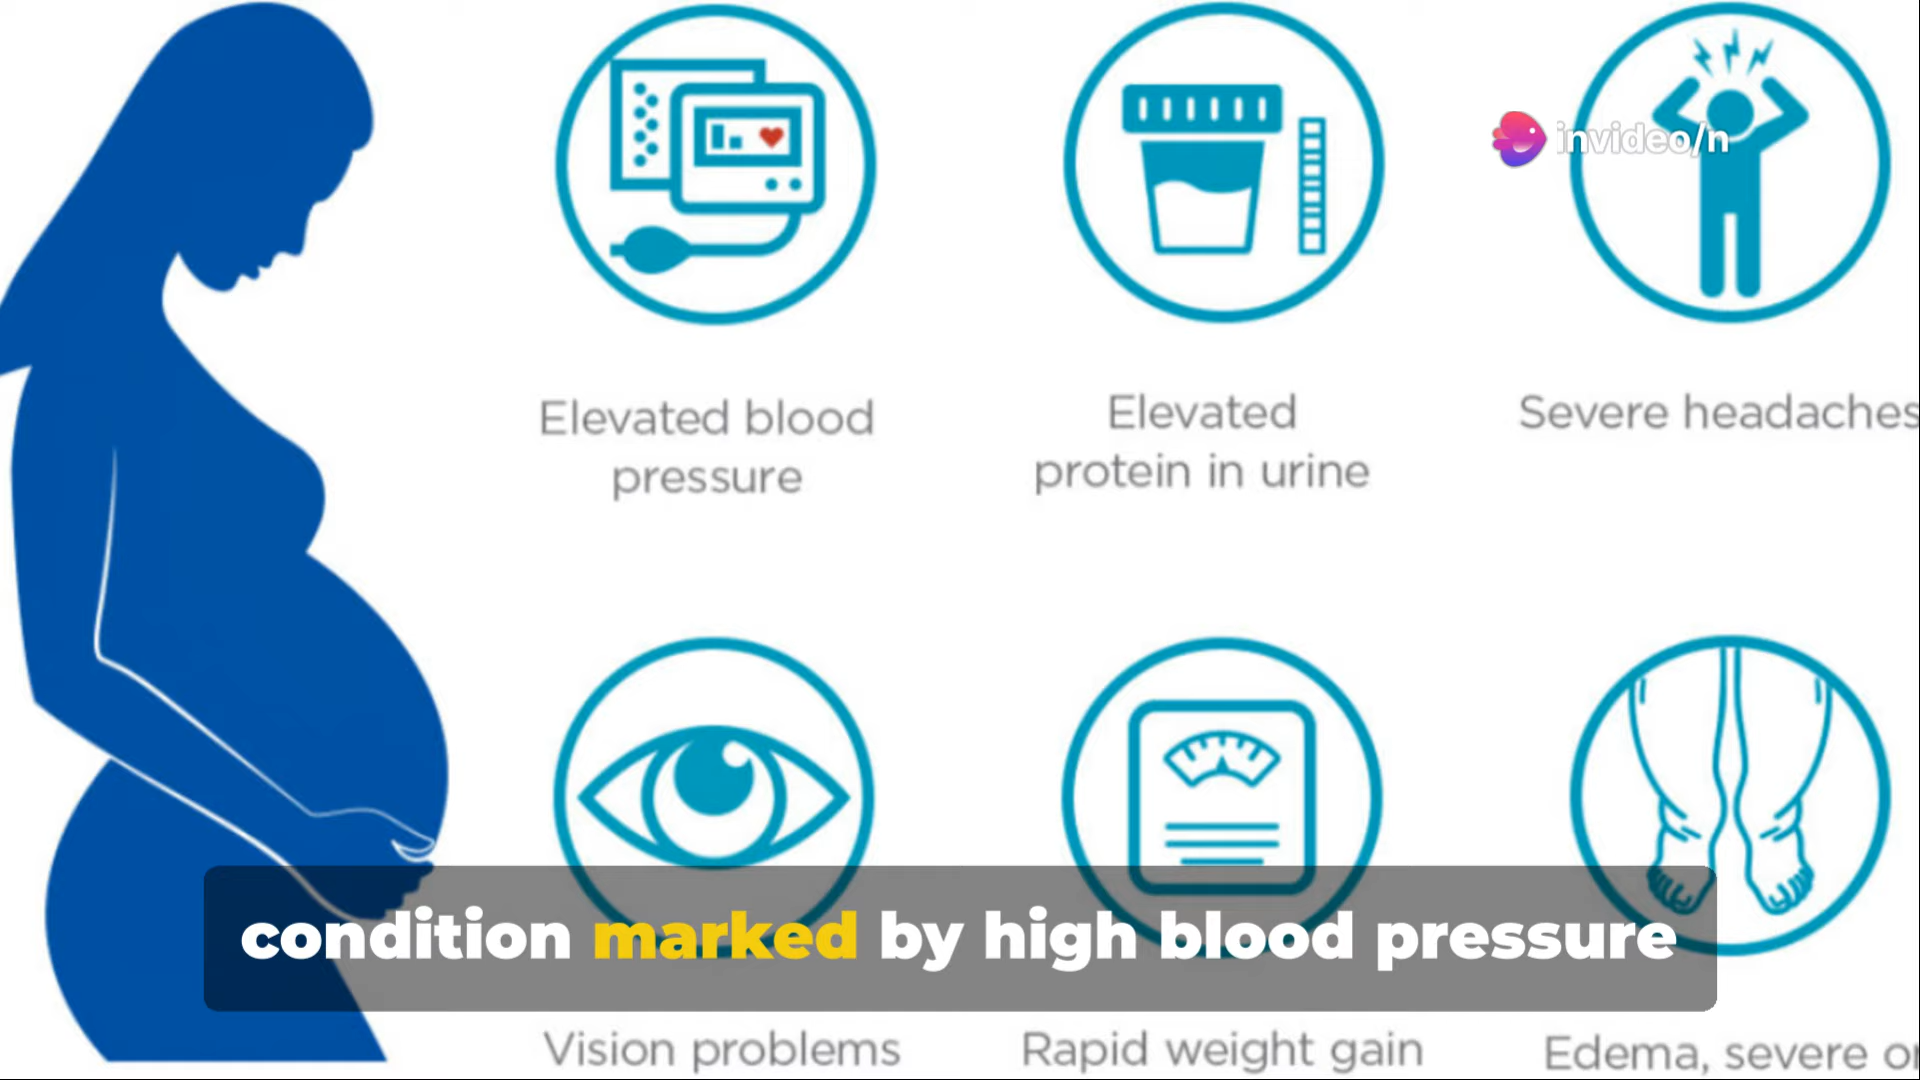 invideo/n
Elevated blood
pressure
Elevated
protein in urine
Severe headaches
condition marked by high blood pressure
Vision problems
Rapid weight gain
Edema, severe or